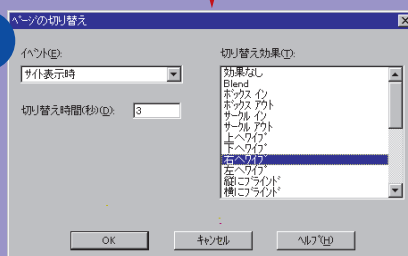 ページの切り替え
イベント(E):
サイト表示時
切り替え時間(秒)(D): 3
切り替え効果(T):
効果なし
Blend
ボックス イン
ボックス アウト
サークル イン
サークル アウト
上へワイプ
下へワイプ
右へワイプ
左へワイプ
縦にブラインド
横にブラインド
OK
キャンセル
ヘルプ(H)